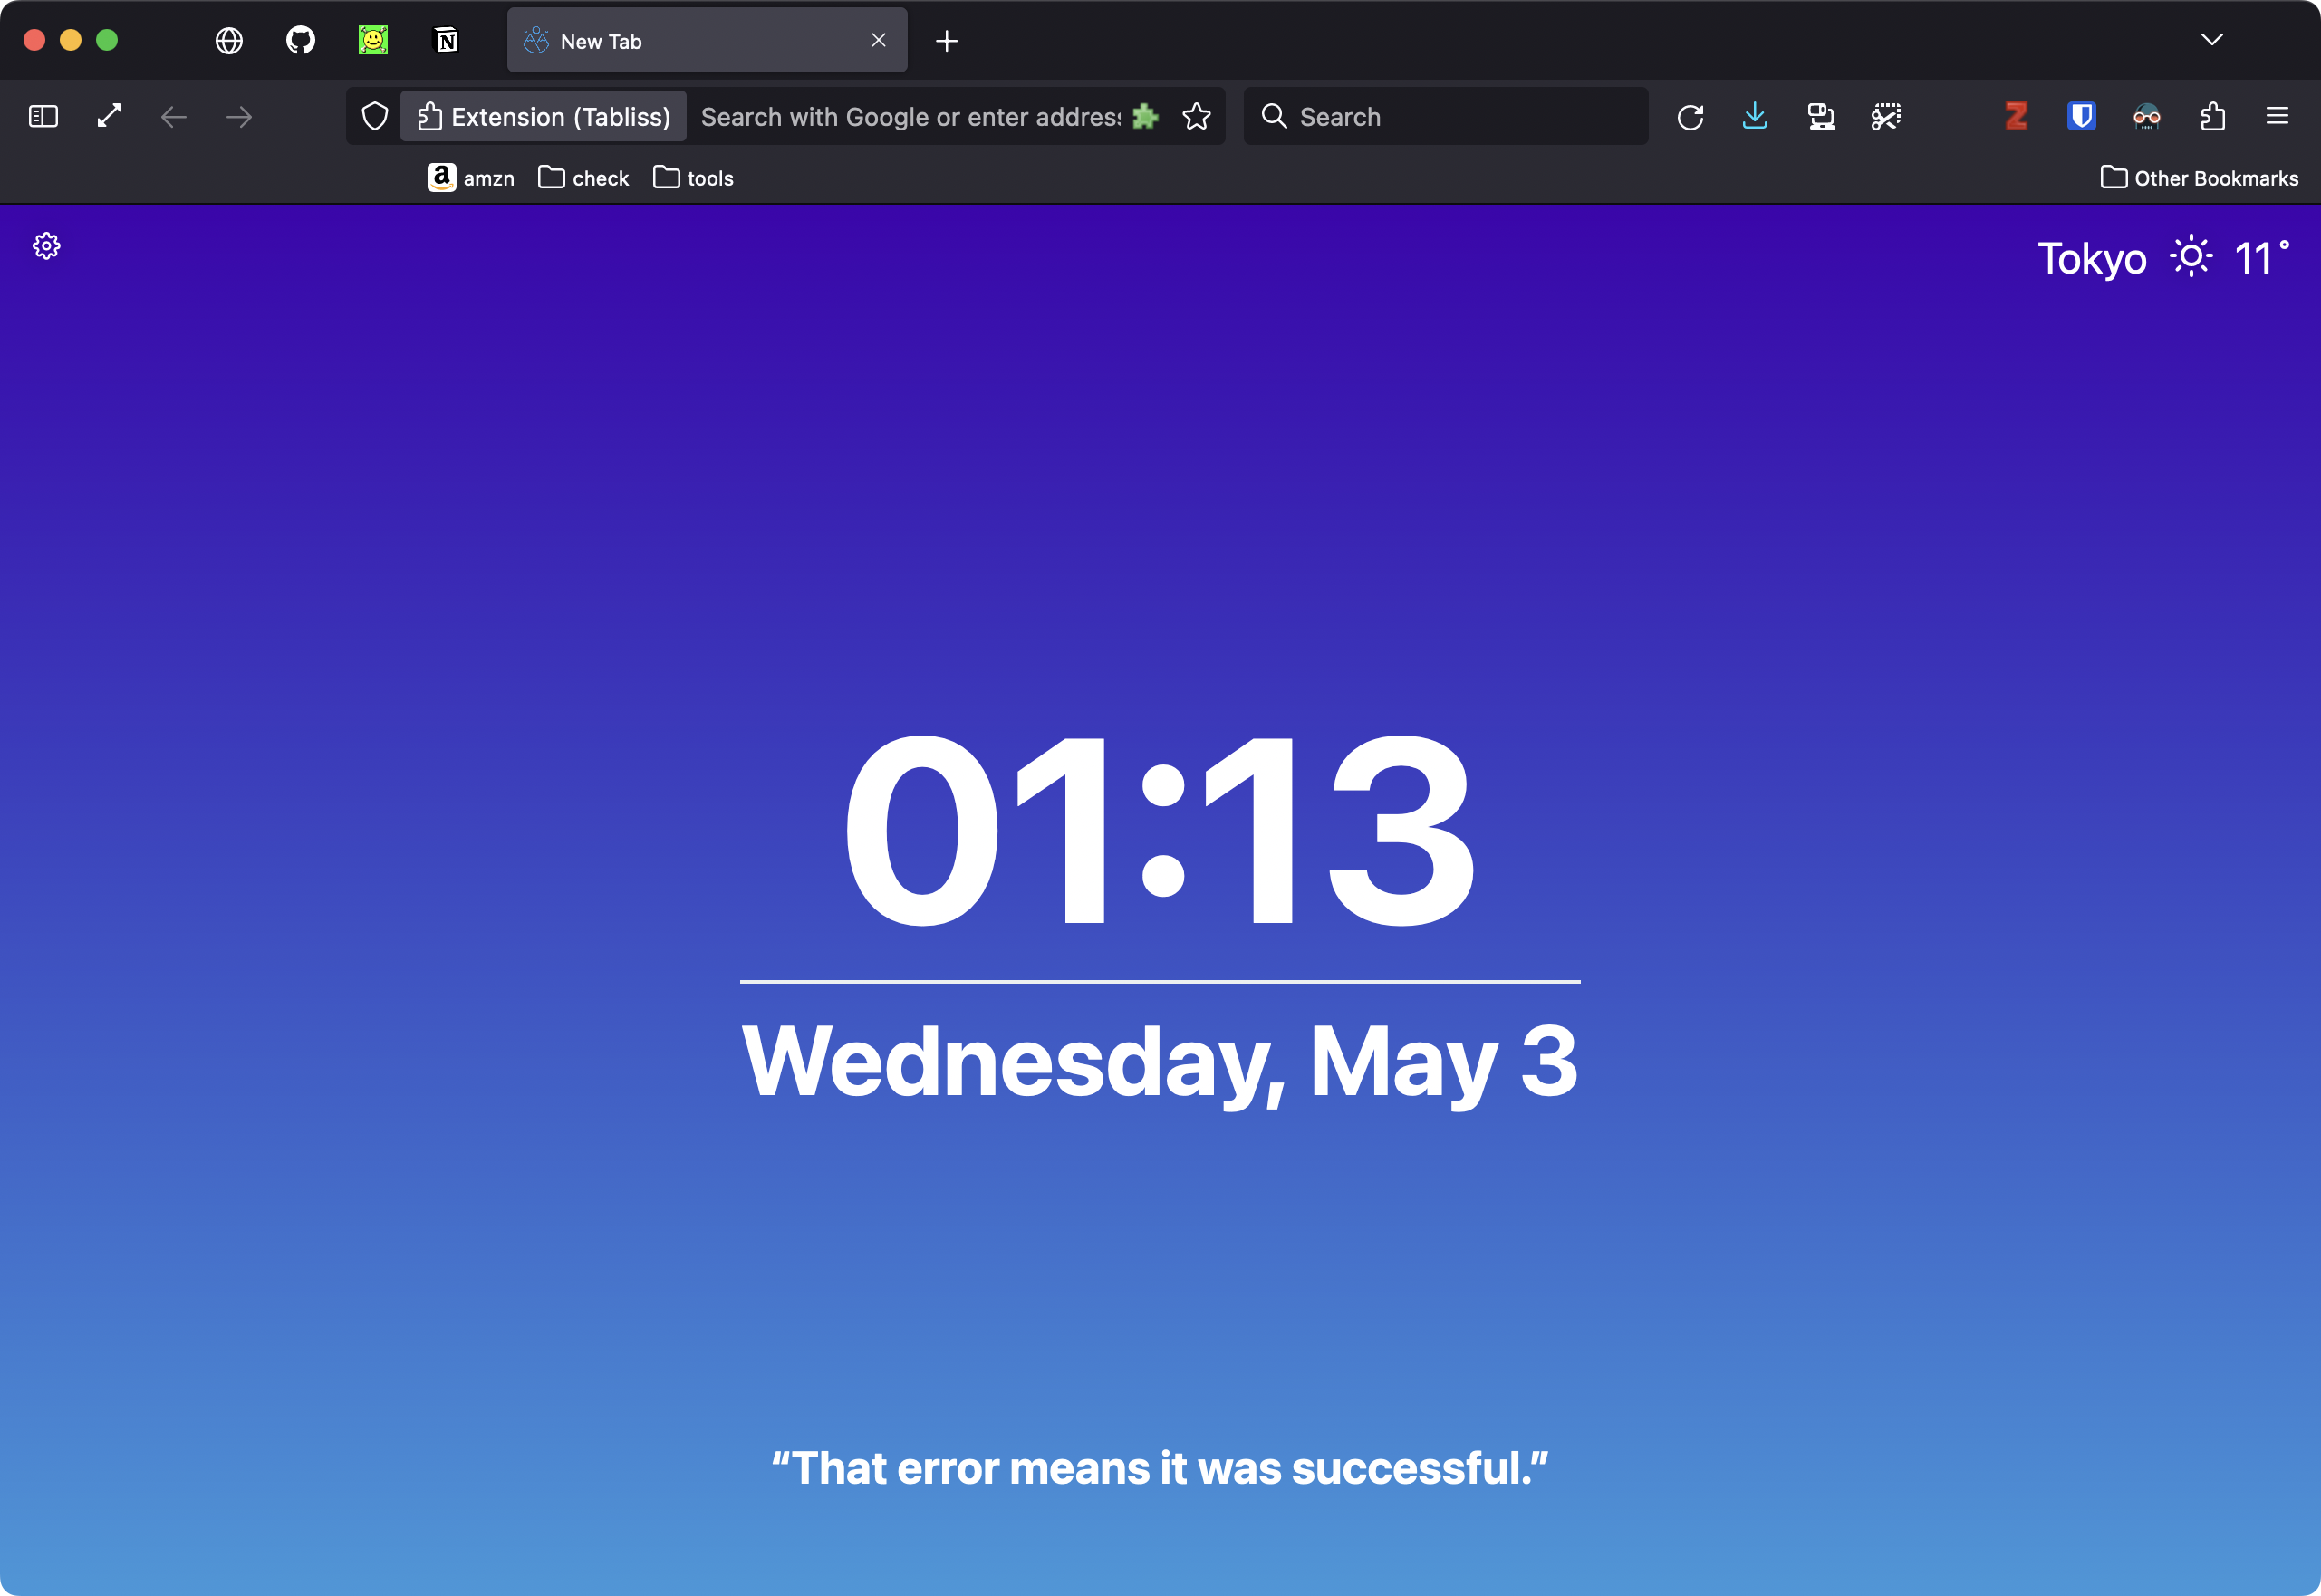 New Tab
Extension (Tabliss) Search with Google or enter address Search
amzn check tools Other Bookmarks
Tokyo 11°
01:13
Wednesday, May 3
“That error means it was successful.”